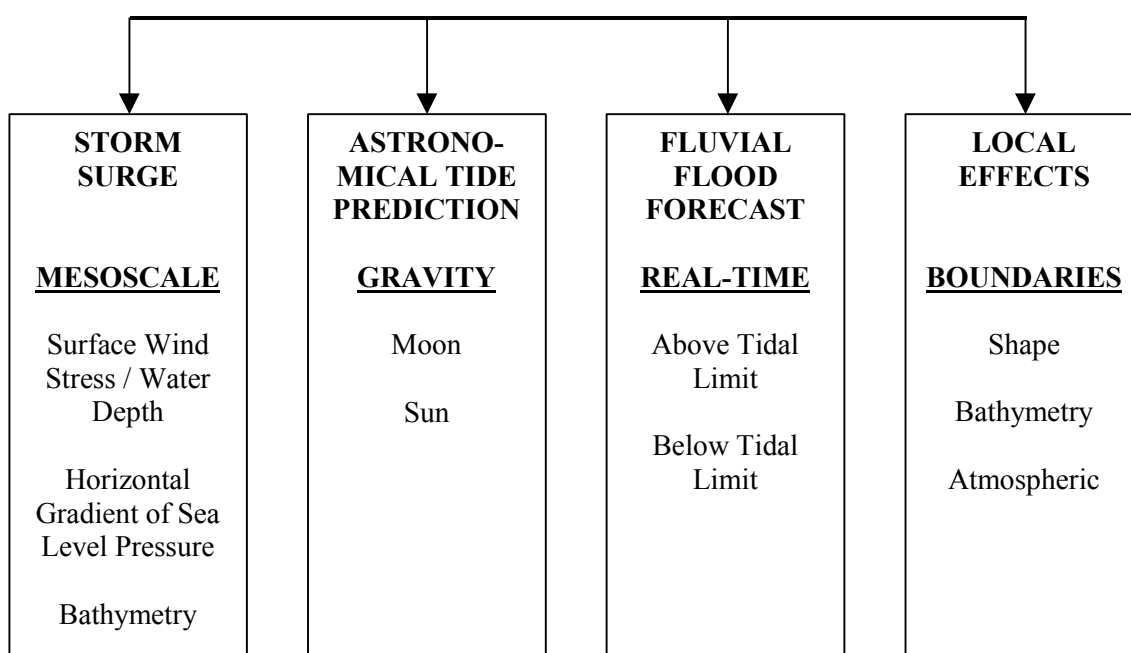 STORM
SURGE
MESOSCALE
Surface Wind
Stress / Water
Depth
Horizontal
Gradient of Sea
Level Pressure
Bathymetry
ASTRONO-
MICAL TIDE
PREDICTION
GRAVITY
Moon
Sun
FLUVIAL
FLOOD
FORECAST
REAL-TIME
Above Tidal
Limit
Below Tidal
Limit
LOCAL
EFFECTS
BOUNDARIES
Shape
Bathymetry
Atmospheric